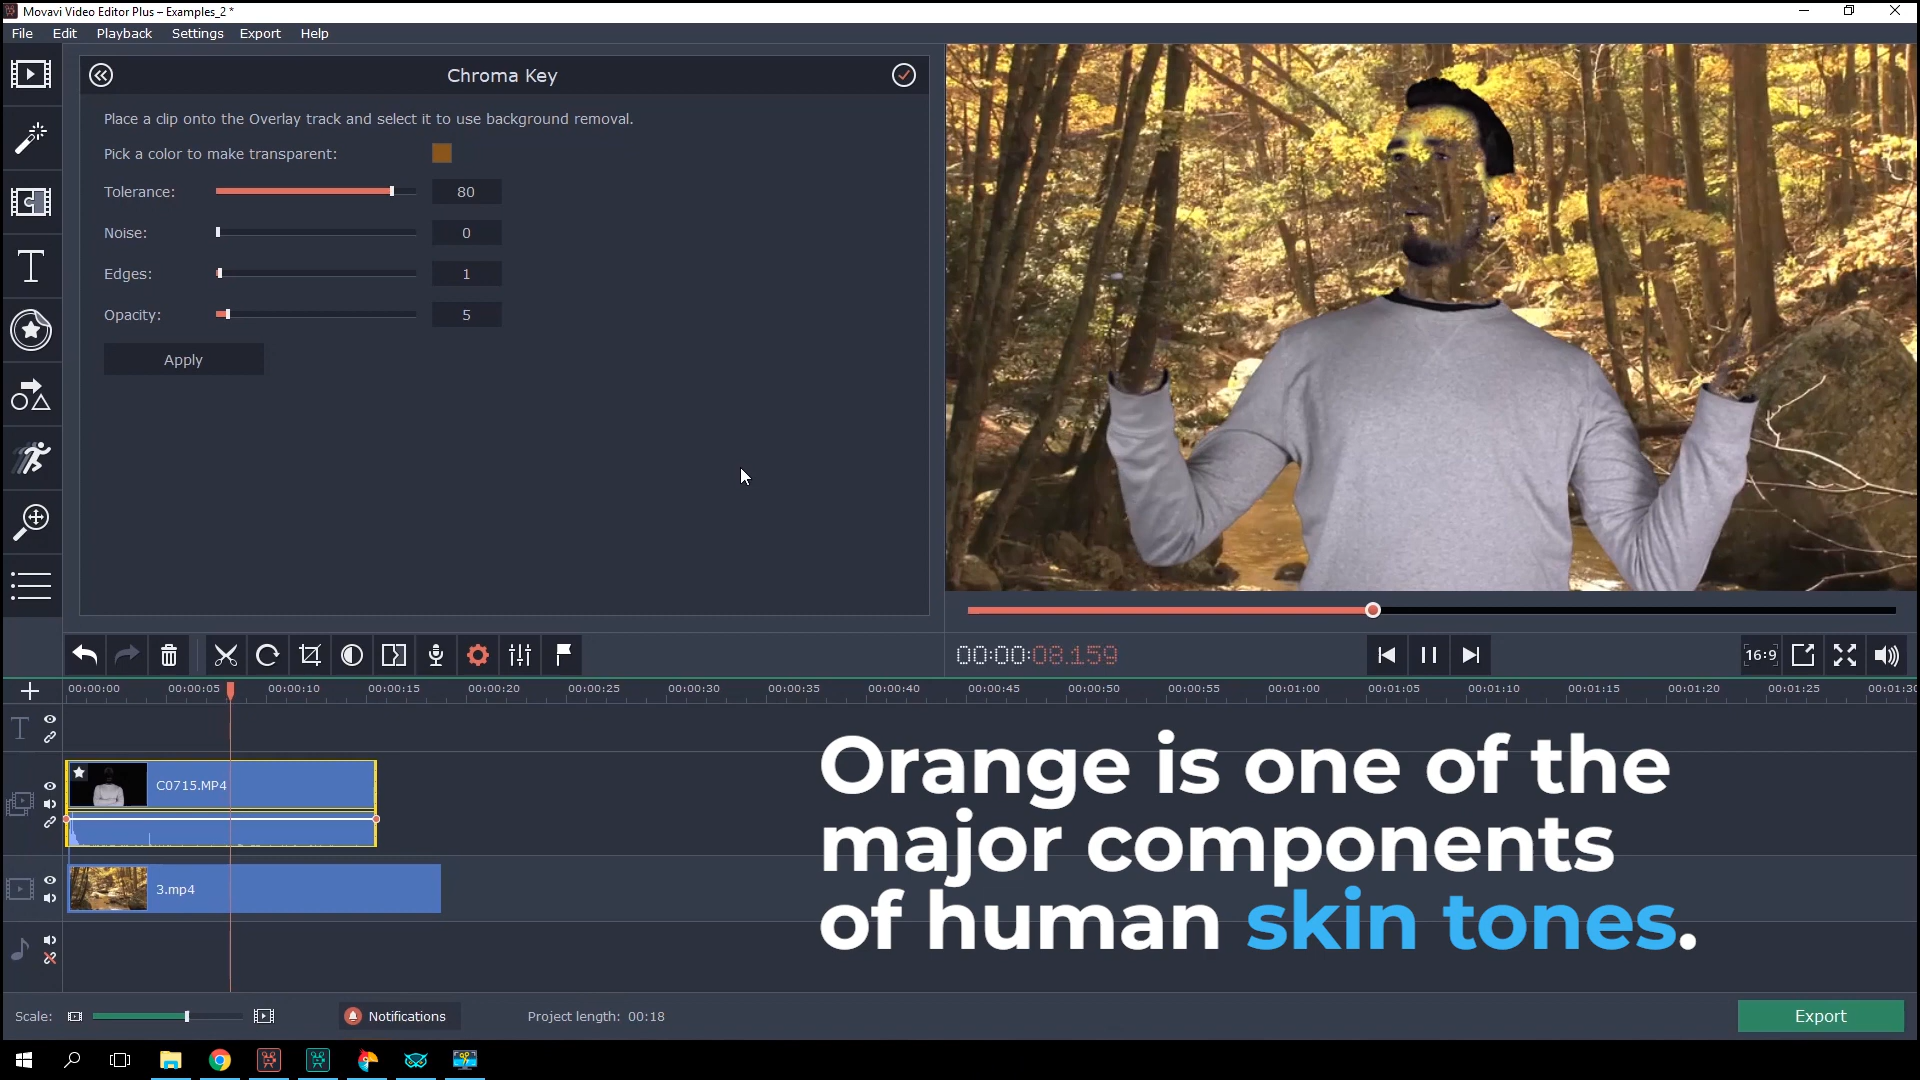 Movavi Video Editor Plus – Examples_2 *
File Edit Playback Settings Export Help
Chroma Key
Place a clip onto the Overlay track and select it to use background removal.
Pick a color to make transparent:
Tolerance: 80
Noise: 0
Edges: 1
Opacity: 5
Apply
00:00:08.159
16:9
00:00:00 00:00:05 00:00:10 00:00:15 00:00:20 00:00:25 00:00:30 00:00:35 00:00:40 00:00:45 00:00:50 00:00:55 00:01:00 00:01:05 00:01:10 00:01:15 00:01:20 00:01:25 00:01:30
C0715.MP4
3.mp4
Orange is one of the
major components
of human skin tones.
Scale: Notifications Project length: 00:18 Export